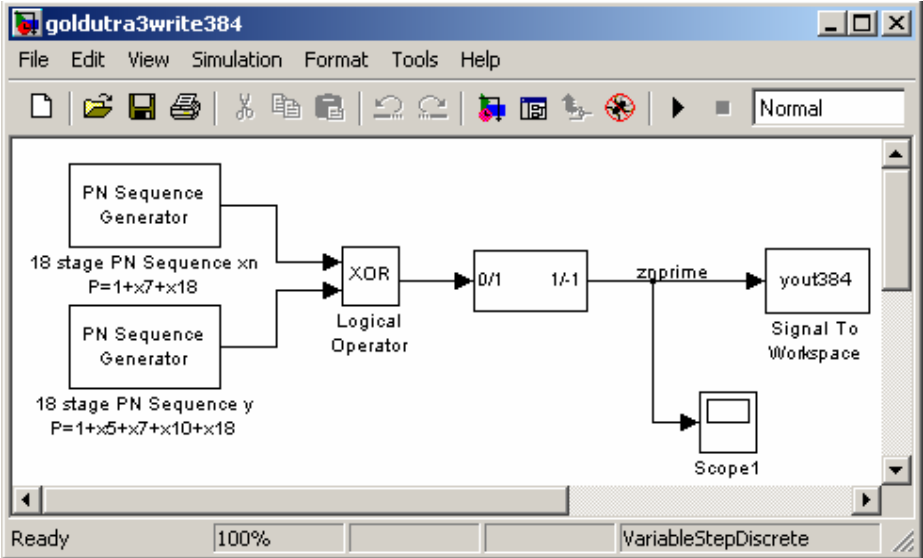 goldutra3write384
File Edit View Simulation Format Tools Help
Normal
PN Sequence
Generator
18 stage PN Sequence xn
P=1+x7+x18
PN Sequence
Generator
18 stage PN Sequence y
P=1+x5+x7+x10+x18
XOR
Logical
Operator
0/1 1/-1
znprime
yout384
Signal To
Workspace
Scope1
Ready 100% VariableStepDiscrete